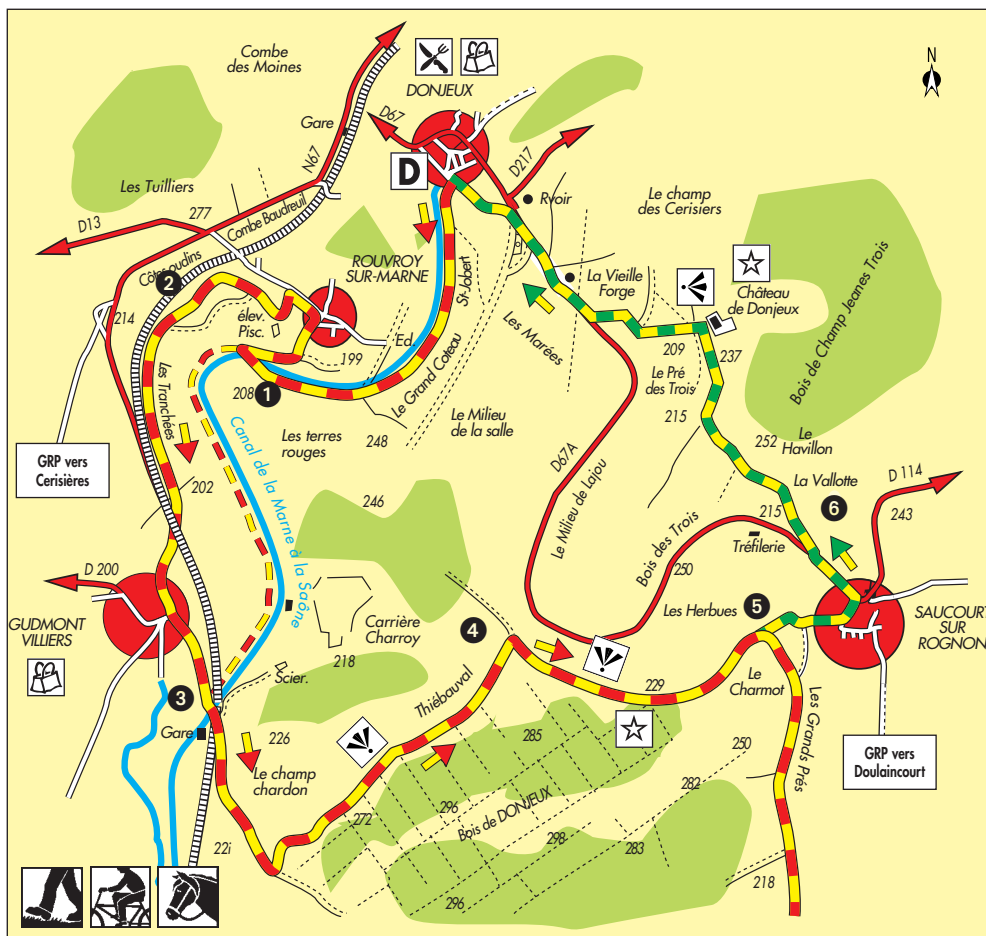 Combe
des Moines
DONJEUX
N
D67
Gare
N67
D217
D
Les Tuilliers
D13
277
Combe Baudreuil
Rvoir
Le champ
des Cerisiers
Côtes oudins
2
ROUVROY
SUR-MARNE
St-Jobert
La Vieille
Forge
Château
de Donjeux
Bois de Champ Jeanes Trois
214
élev.
Pisc.
Ed.
199
Les Marées
209
237
Le Pré
des Trois
Les Tranchées
208
1
Le Grand Coteau
Le Milieu
de la salle
215
Les terres
rouges
248
252
Le
Havillon
GRP vers
Cerisières
Canal de la Marne à la Saône
D67A
202
246
Le Milieu de Lajou
La Vallotte
6
D 114
243
215
Tréfilerie
Bois des Trois
250
D 200
GUDMONT
VILLIERS
Carrière
Charroy
218
4
Les Herbues
5
SAUCOURT
SUR
ROGNON
Scier.
3
Gare
Thiébauval
229
Le
Charmot
226
Le champ
chardon
285
250
Les Grands Près
GRP vers
Doulaincourt
272
296
Bois de DONJEUX
282
298
283
22i
296
218